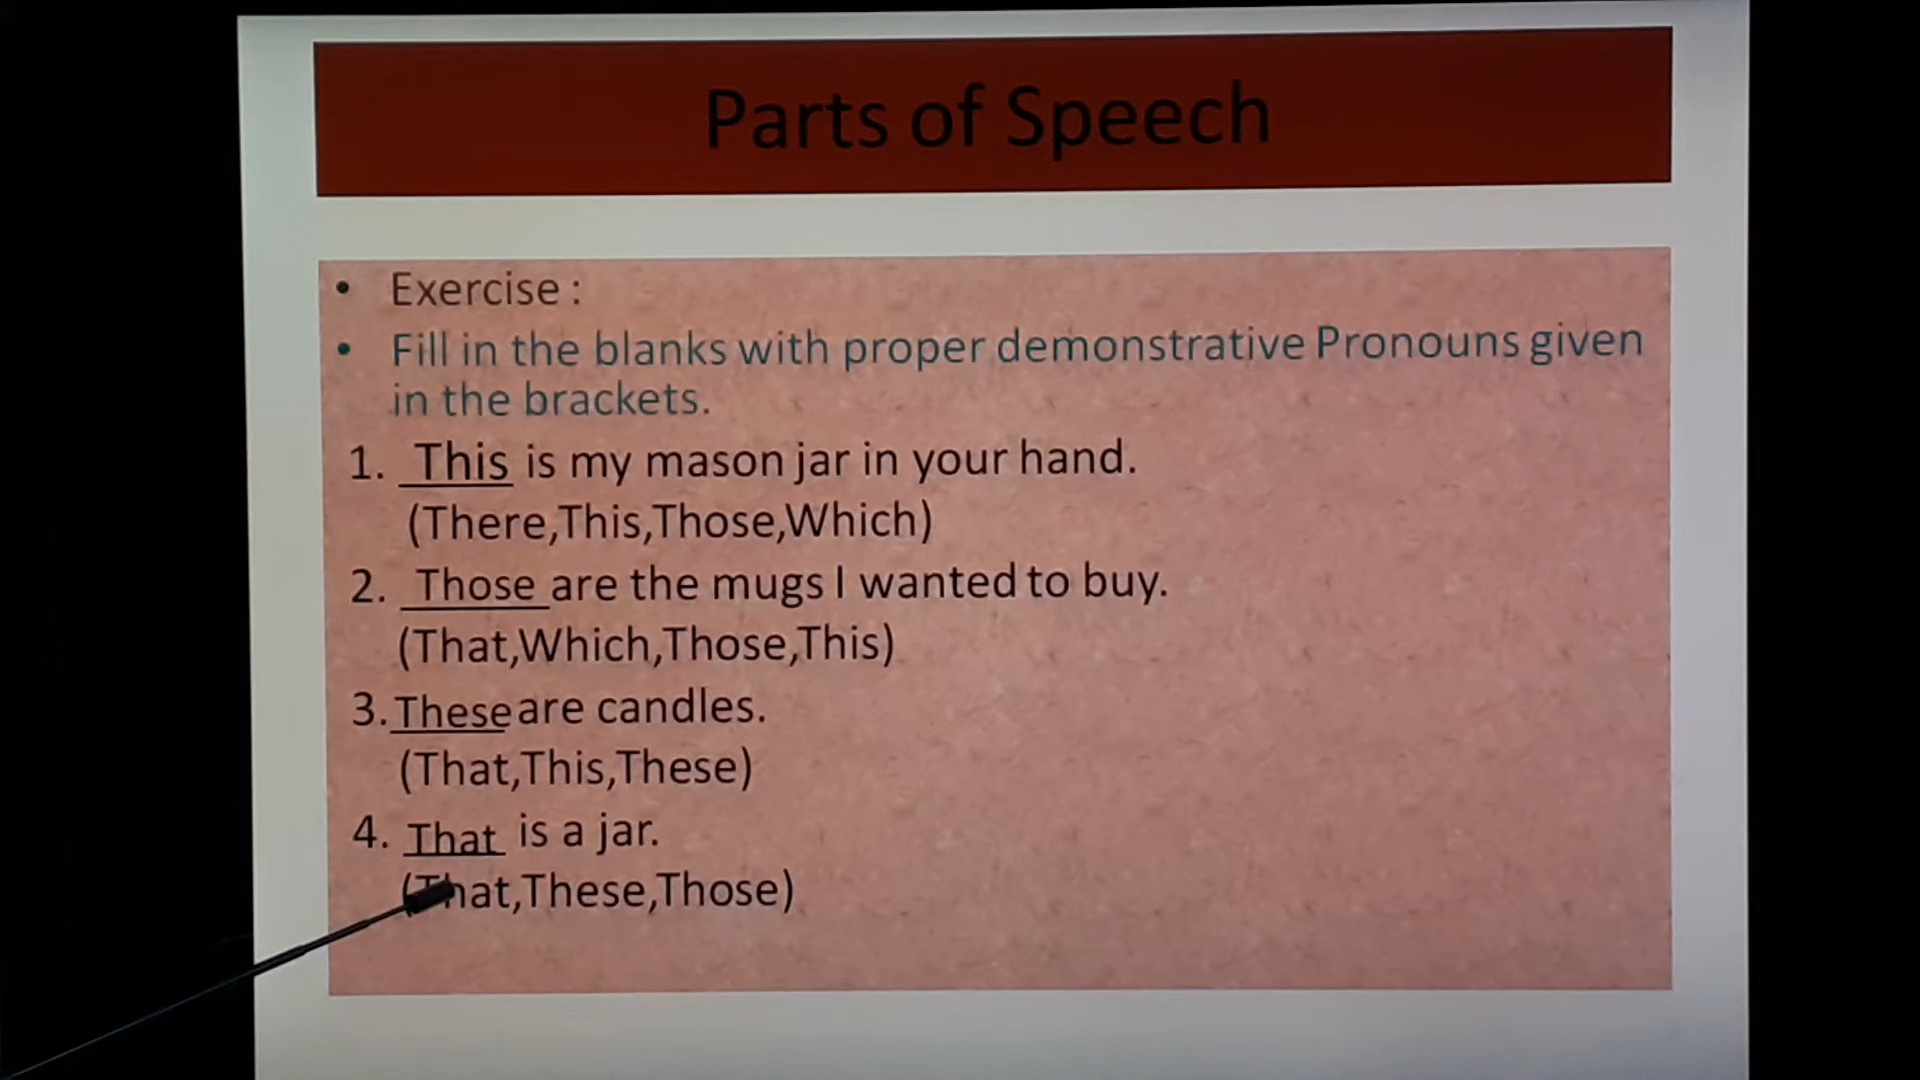 Parts of Speech
• Exercise :
• Fill in the blanks with proper demonstrative Pronouns given
in the brackets.
1. This is my mason jar in your hand.
(There,This,Those,Which)
2. Those are the mugs I wanted to buy.
(That,Which,Those,This)
3. These are candles.
(That,This,These)
4. That is a jar.
(That,These,Those)